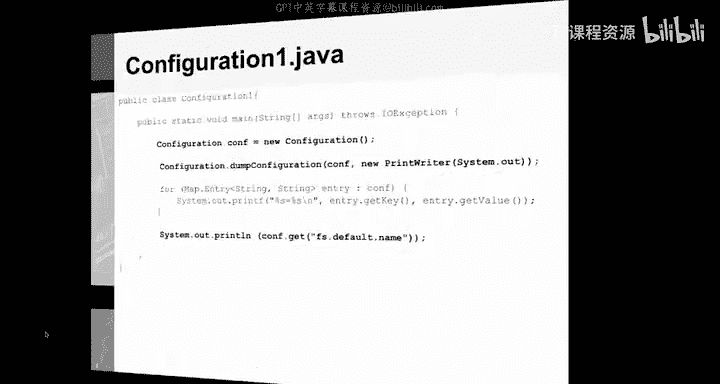 GPT中英字幕课程资源@bilibili.com
课程资源 bilibili
Configuration1.java
public class Configuration1{
public static void main(String[] args) throws IOException {
Configuration conf = new Configuration();
Configuration.dumpConfiguration(conf, new PrintWriter(System.out));
for (Map.Entry<String, String> entry : conf) {
System.out.printf("%s=%s\n", entry.getKey(), entry.getValue());
}
System.out.println (conf.get("fs.default.name"));
}
}